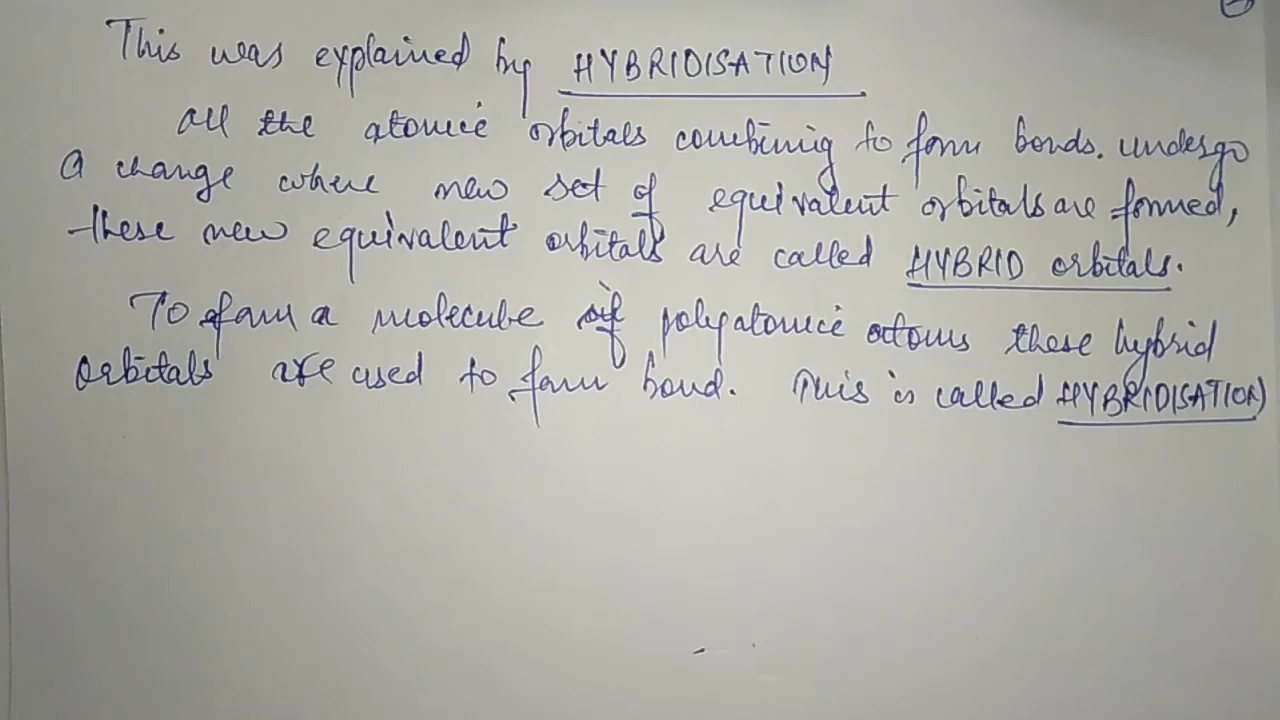 This was explained by HYBRIDISATION
all the atomic orbitals combining to form bonds. undergo
a change where new set of equivalent orbitals are formed,
these new equivalent orbitals are called HYBRID orbitals.
To form a molecule of polyatomic atoms these hybrid
orbitals are used to form bond. This is called HYBRIDISATION